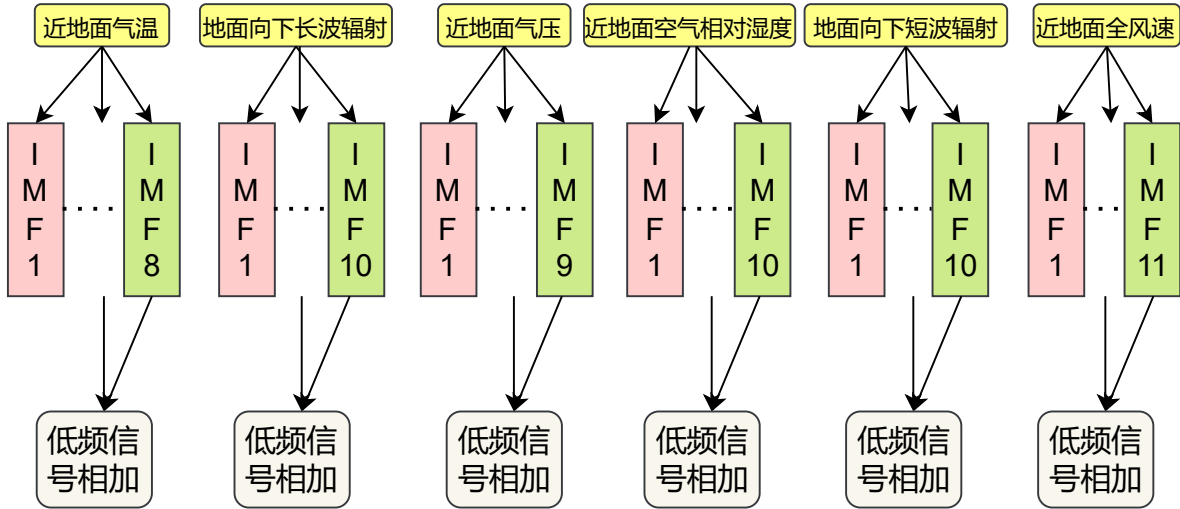 近地面气温
地面向下长波辐射
近地面气压
近地面空气相对湿度
地面向下短波辐射
近地面全风速
IMF1
....
IMF8
IMF1
....
IMF10
IMF1
....
IMF9
IMF1
....
IMF10
IMF1
....
IMF10
IMF1
....
IMF11
低频信
号相加
低频信
号相加
低频信
号相加
低频信
号相加
低频信
号相加
低频信
号相加